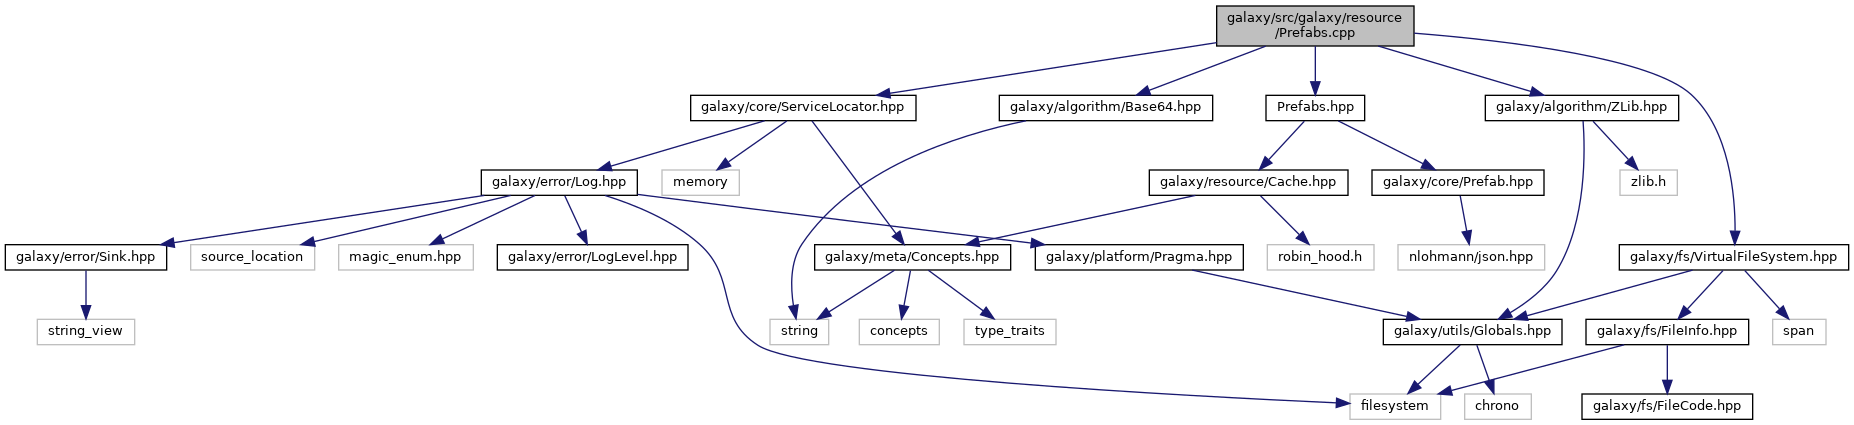 galaxy/src/galaxy/resource
/Prefabs.cpp
galaxy/core/ServiceLocator.hpp
galaxy/algorithm/Base64.hpp
Prefabs.hpp
galaxy/algorithm/ZLib.hpp
galaxy/error/Log.hpp
memory
galaxy/resource/Cache.hpp
galaxy/core/Prefab.hpp
zlib.h
galaxy/error/Sink.hpp
source_location
magic_enum.hpp
galaxy/error/LogLevel.hpp
galaxy/meta/Concepts.hpp
galaxy/platform/Pragma.hpp
robin_hood.h
nlohmann/json.hpp
galaxy/fs/VirtualFileSystem.hpp
string_view
string
concepts
type_traits
galaxy/utils/Globals.hpp
galaxy/fs/FileInfo.hpp
span
filesystem
chrono
galaxy/fs/FileCode.hpp